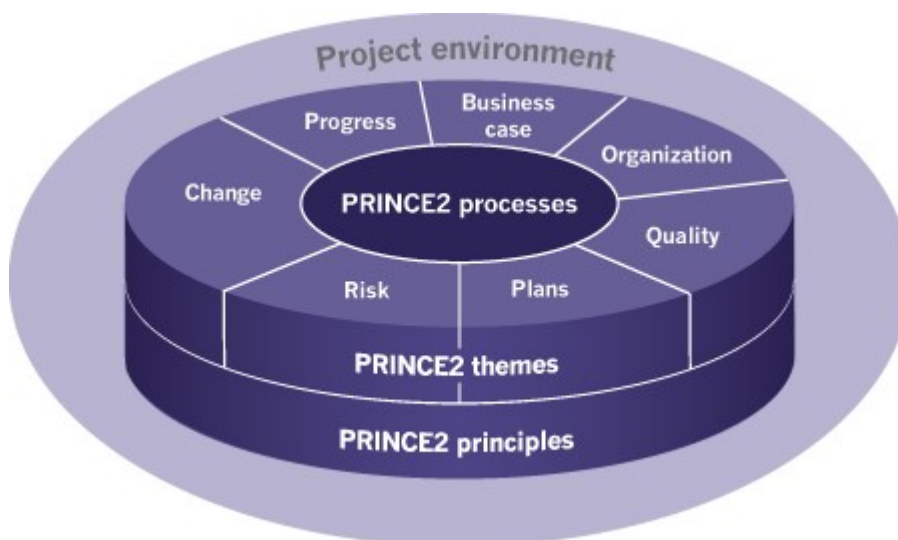 Project environment
Business
case
Progress
Organization
Change
PRINCE2 processes
Quality
Risk
Plans
PRINCE2 themes
PRINCE2 principles